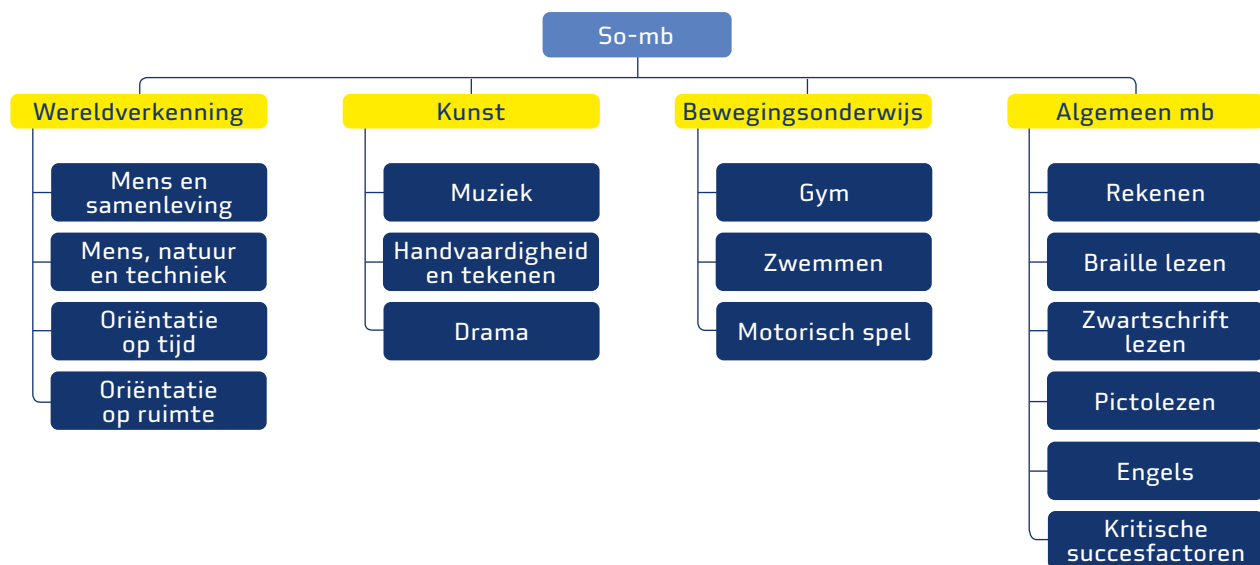 So-mb
Wereldverkenning
Mens en
samenleving
Mens, natuur
en techniek
Oriëntatie
op tijd
Oriëntatie
op ruimte
Kunst
Muziek
Handvaardigheid
en tekenen
Drama
Bewegingsonderwijs
Gym
Zwemmen
Motorisch spel
Algemeen mb
Rekenen
Braille lezen
Zwartschrift
lezen
Pictolezen
Engels
Kritische
succesfactoren